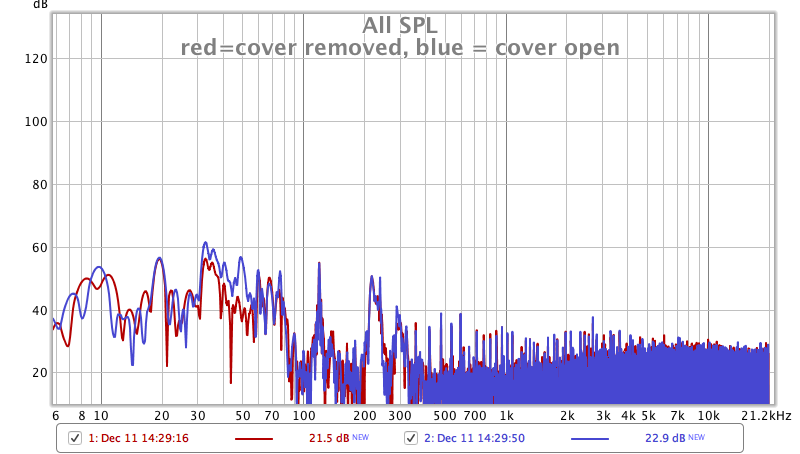 dB
All SPL
red=cover removed, blue = cover open
120
100
80
60
40
20
6 8 10 20 30 50 70 100 200 300 500 700 1k 2k 3k 4k 5k 7k 10k 21.2kHz
1: Dec 11 14:29:16 21.5 dB NEW 2: Dec 11 14:29:50 22.9 dB NEW